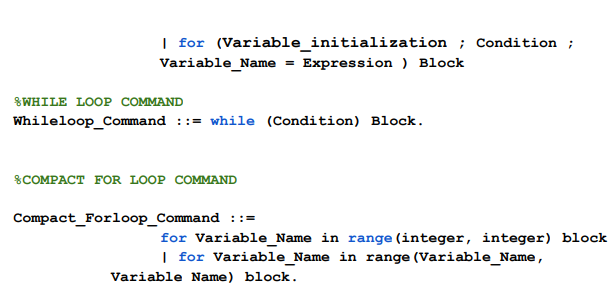 | for (Variable_initialization ; Condition ;
Variable_Name = Expression ) Block
%WHILE LOOP COMMAND
Whileloop_Command ::= while (Condition) Block.
%COMPACT FOR LOOP COMMAND
Compact_Forloop_Command ::=
for Variable_Name in range(integer, integer) block
| for Variable_Name in range(Variable_Name,
Variable Name) block.